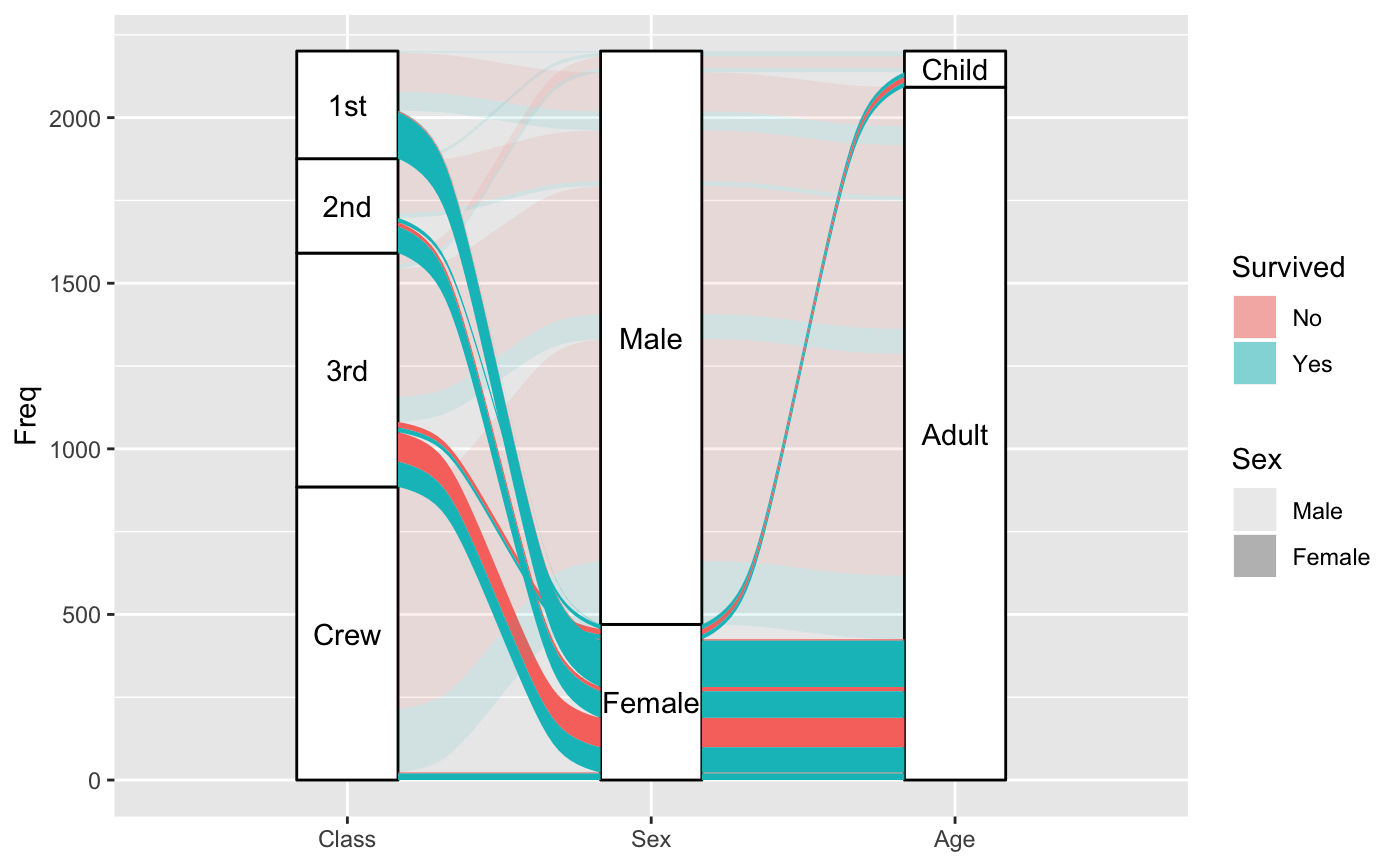 2000
1500
1000
500
0
Freq
1st
2nd
3rd
Crew
Male
Female
Child
Adult
Class
Sex
Age
Survived
No
Yes
Sex
Male
Female